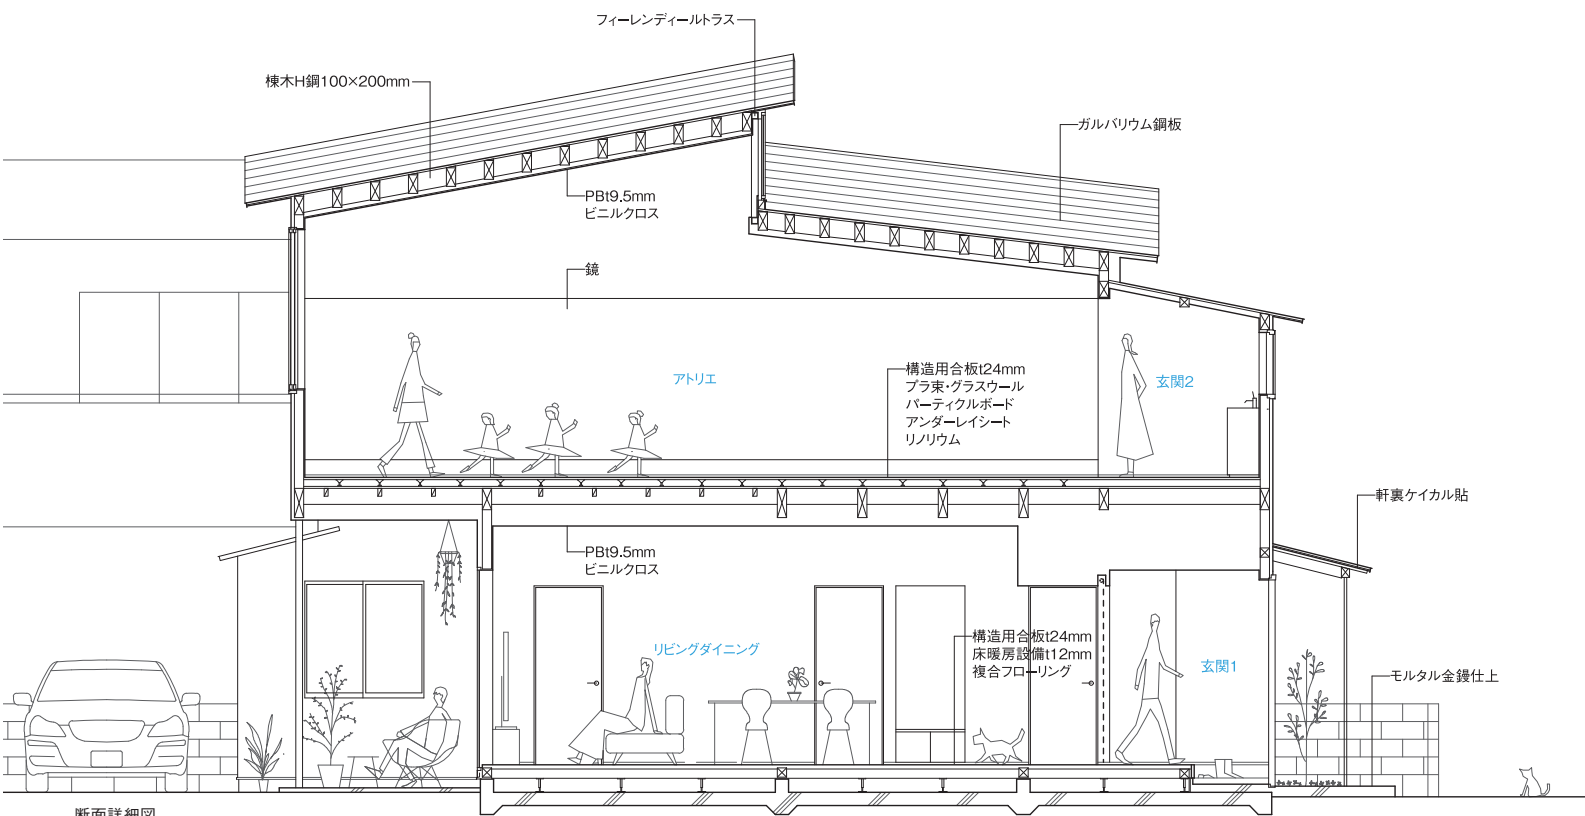 フィーレンディールトラス
棟木H鋼100×200mm
ガルバリウム鋼板
PBt9.5mm
ビニルクロス
鏡
アトリエ
構造用合板t24mm
プラ束・グラスウール
パーティクルボード
アンダーレイシート
リノリウム
玄関2
軒裏ケイカル貼
PBt9.5mm
ビニルクロス
リビングダイニング
構造用合板t24mm
床暖房設備t12mm
複合フローリング
玄関1
モルタル金鏝仕上
断面詳細図